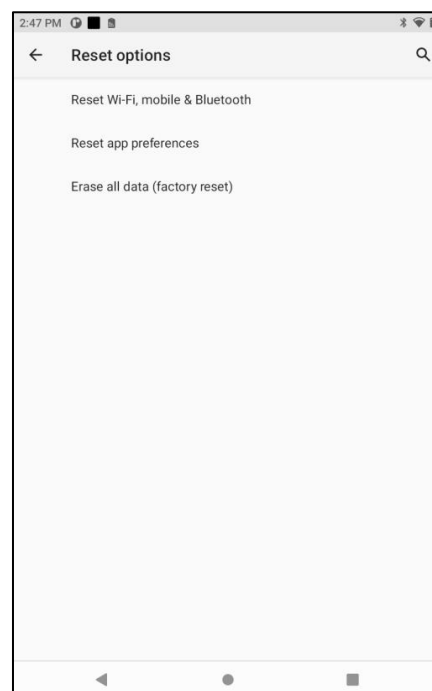 2:47 PM
Reset options
Reset Wi-Fi, mobile & Bluetooth
Reset app preferences
Erase all data (factory reset)